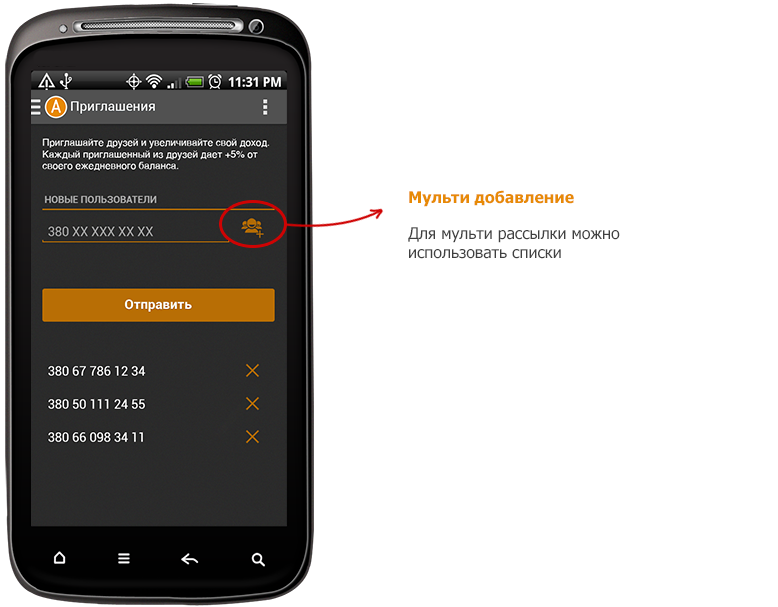 11:31 PM
A Приглашения
Приглашайте друзей и увеличивайте свой доход.
Каждый приглашенный из друзей дает +5% от
своего ежедневного баланса.
НОВЫЕ ПОЛЬЗОВАТЕЛИ
380 XX XXX XX XX
Отправить
380 67 786 12 34
380 50 111 24 55
380 66 098 34 11
Мульти добавление
Для мульти рассылки можно
использовать списки